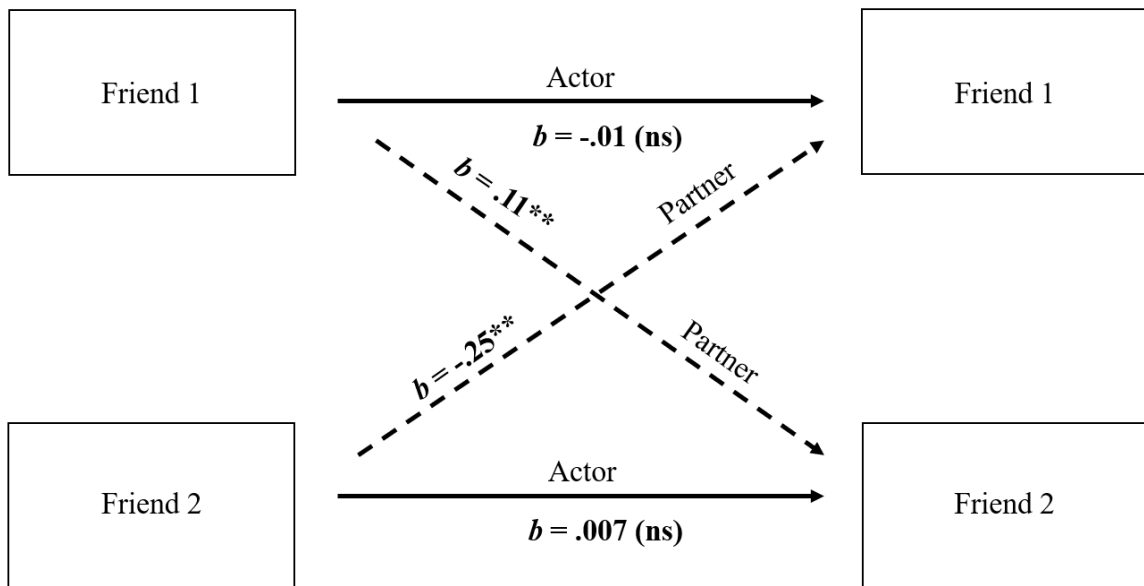 Friend 1
Actor
Friend 1
b = -.01 (ns)
b = .11**
Partner
b = -.25**
Partner
Friend 2
Actor
Friend 2
b = .007 (ns)